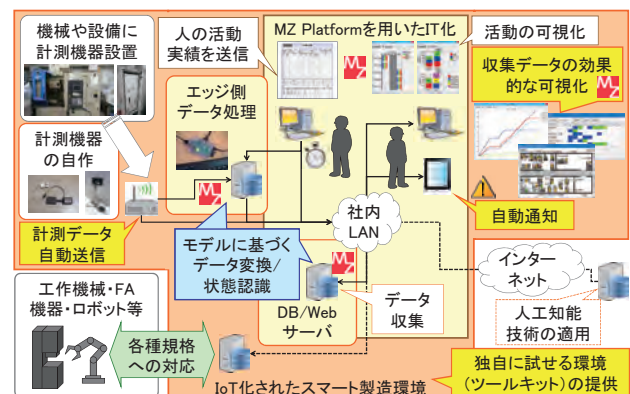 機械や設備に
計測機器設置
人の活動
実績を送信
MZ Platformを用いたIT化
活動の可視化
収集データの効果
的な可視化
MZ
MZ
エッジ側
データ処理
計測機器
の自作
MZ
計測データ
自動送信
モデルに基づく
データ変換/
状態認識
社内
LAN
自動通知
MZ
DB/Web
サーバ
データ
収集
インター
ネット
人工知能
技術の適用
工作機械・FA
機器・ロボット等
各種規格
への対応
IoT化されたスマート製造環境
独自に試せる環境
(ツールキット)の提供